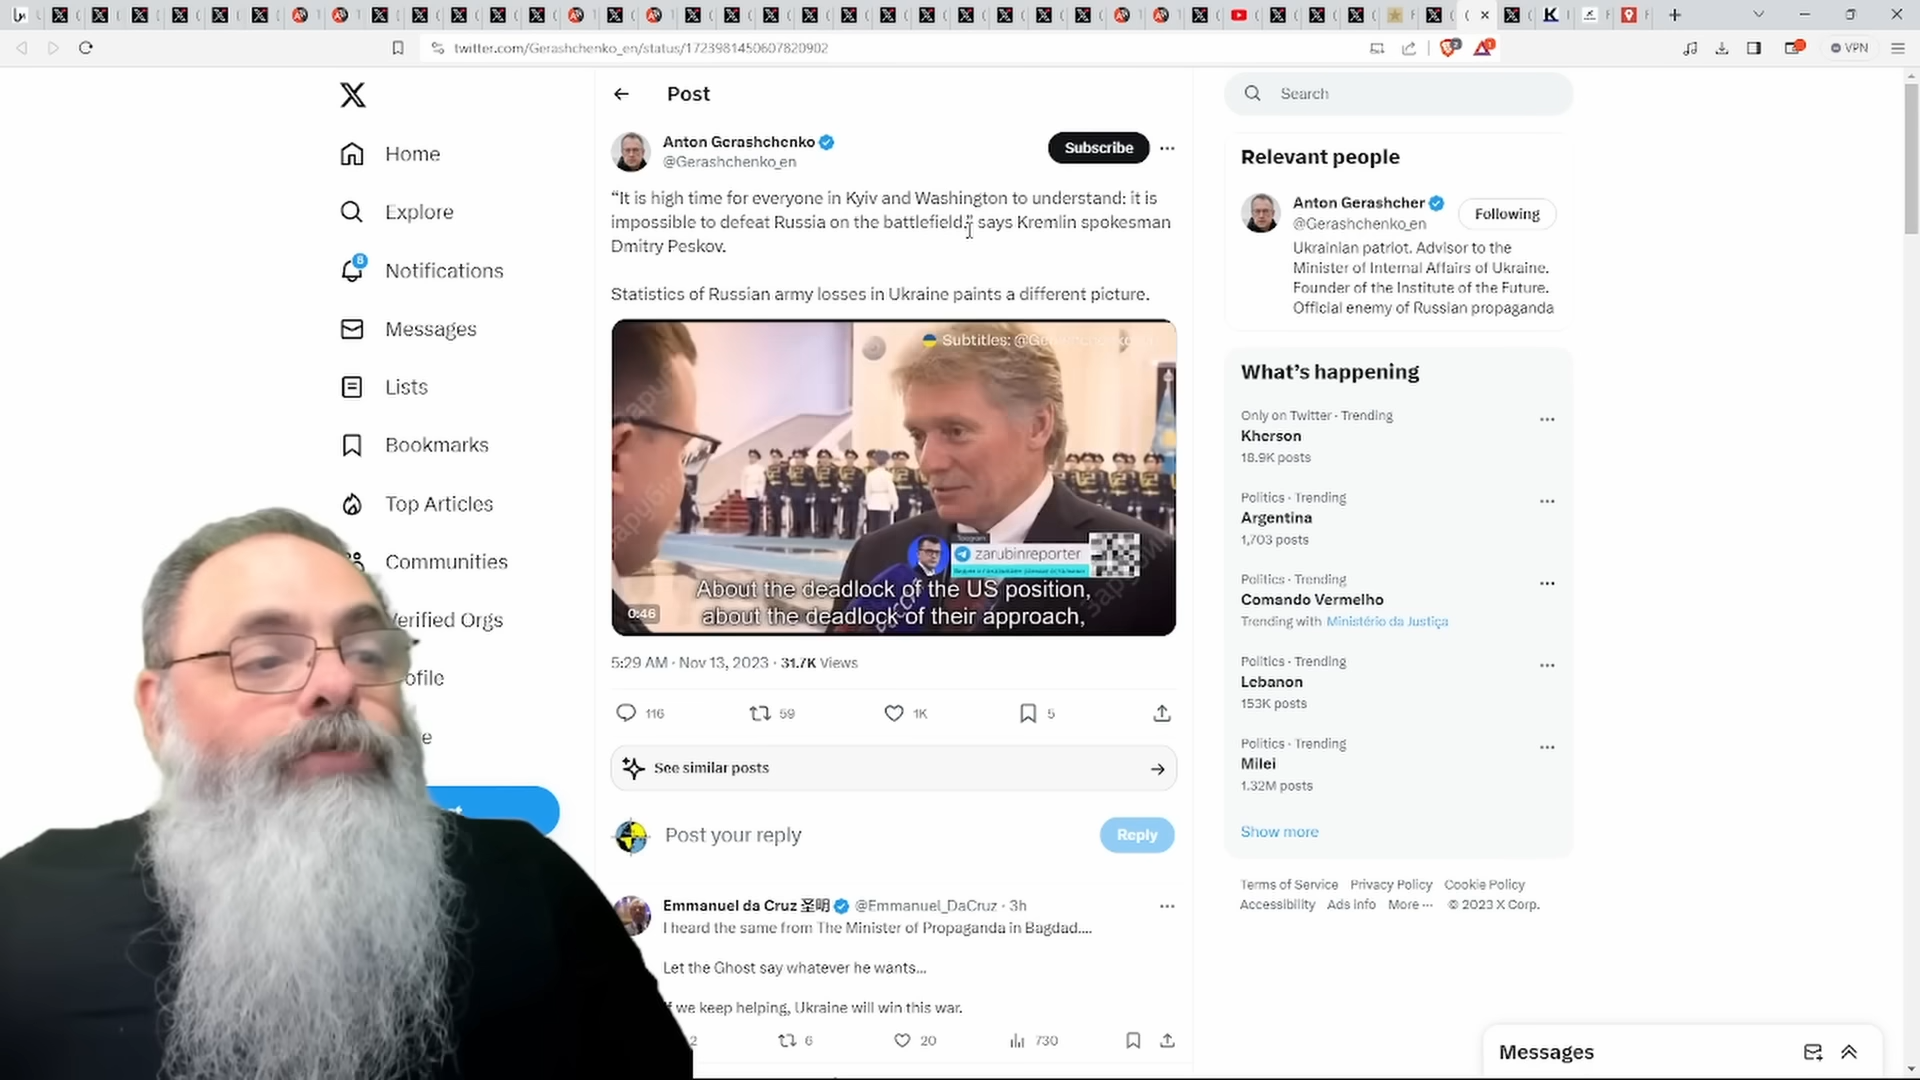 twitter.com/Gerashchenko_en/status/1723981450607820902
VPN
Home
Explore
8
Notifications
Messages
Lists
Bookmarks
Top Articles
Communities
Verified Orgs
ofile
e
Post
Anton Gerashchenko
@Gerashchenko_en
Subscribe
“It is high time for everyone in Kyiv and Washington to understand: it is
impossible to defeat Russia on the battlefield.” says Kremlin spokesman
Dmitry Peskov.
Statistics of Russian army losses in Ukraine paints a different picture.
Subtitles:
Telegram
zarubinreporter
About the deadlock of the US position,
about the deadlock of their approach,
0:46
5:29 AM · Nov 13, 2023 · 31.7K Views
116
59
1K
5
See similar posts
Post your reply
Reply
Emmanuel da Cruz 圣明 @Emmanuel_DaCruz · 3h
I heard the same from The Minister of Propaganda in Bagdad....
Let the Ghost say whatever he wants...
If we keep helping, Ukraine will win this war.
2
6
20
730
Search
Relevant people
Anton Gerashcher
@Gerashchenko_en
Following
Ukrainian patriot. Advisor to the
Minister of Internal Affairs of Ukraine.
Founder of the Institute of the Future.
Official enemy of Russian propaganda
What’s happening
Only on Twitter · Trending
Kherson
18.9K posts
Politics · Trending
Argentina
1,703 posts
Politics · Trending
Comando Vermelho
Trending with Ministério da Justiça
Politics · Trending
Lebanon
153K posts
Politics · Trending
Milei
1.32M posts
Show more
Terms of Service Privacy Policy Cookie Policy
Accessibility Ads info More ··· © 2023 X Corp.
Messages